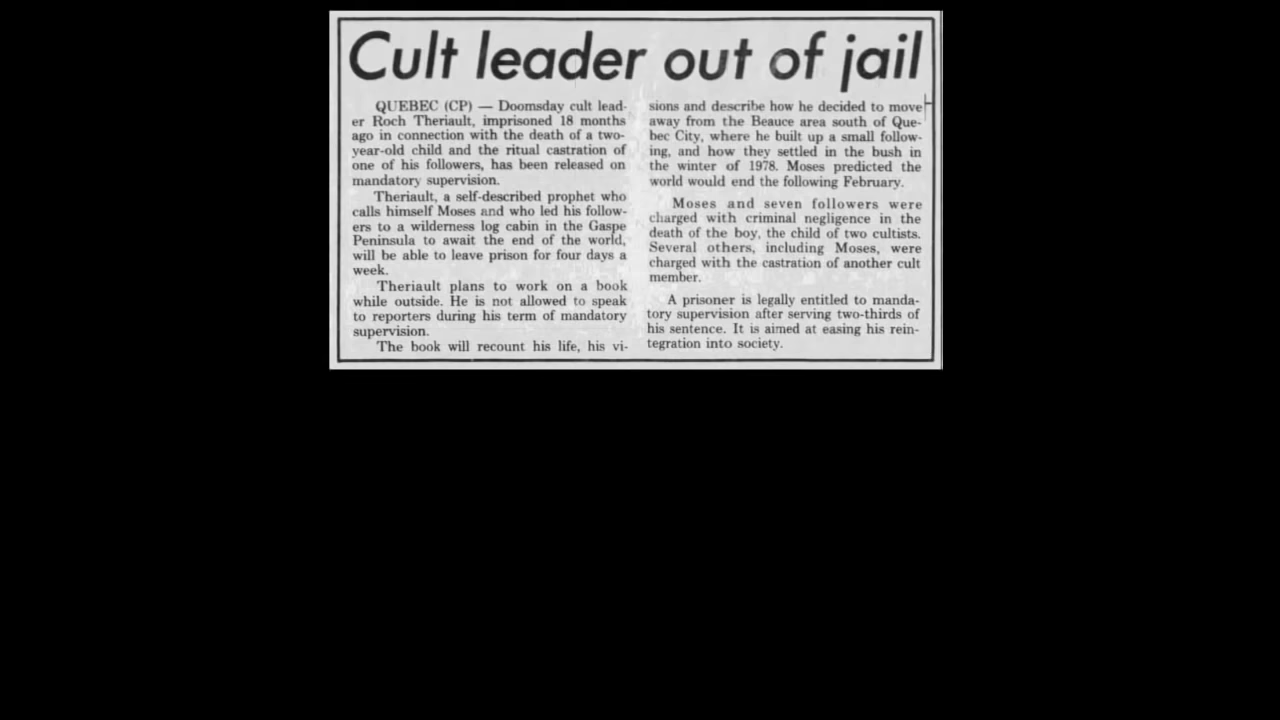 Cult leader out of jail
QUEBEC (CP) — Doomsday cult lead-
er Roch Theriault, imprisoned 18 months
ago in connection with the death of a two-
year-old child and the ritual castration of
one of his followers, has been released on
mandatory supervision.
Theriault, a self-described prophet who
calls himself Moses and who led his follow-
ers to a wilderness log cabin in the Gaspe
Peninsula to await the end of the world,
will be able to leave prison for four days a
week.
Theriault plans to work on a book
while outside. He is not allowed to speak
to reporters during his term of mandatory
supervision.
The book will recount his life, his vi-
sions and describe how he decided to move
away from the Beauce area south of Que-
bec City, where he built up a small follow-
ing, and how they settled in the bush in
the winter of 1978. Moses predicted the
world would end the following February.
Moses and seven followers were
charged with criminal negligence in the
death of the boy, the child of two cultists.
Several others, including Moses, were
charged with the castration of another cult
member.
A prisoner is legally entitled to manda-
tory supervision after serving two-thirds of
his sentence. It is aimed at easing his rein-
tegration into society.